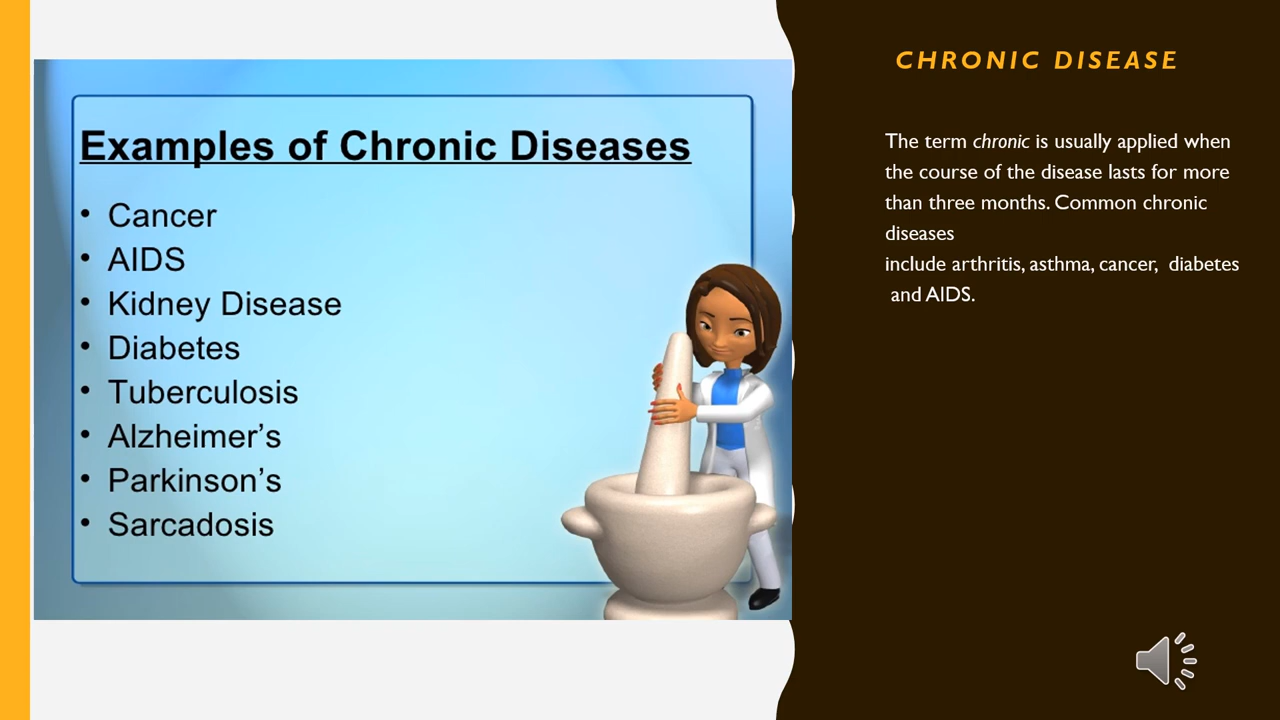 Examples of Chronic Diseases
• Cancer
• AIDS
• Kidney Disease
• Diabetes
• Tuberculosis
• Alzheimer’s
• Parkinson’s
• Sarcadosis
CHRONIC DISEASE
The term chronic is usually applied when
the course of the disease lasts for more
than three months. Common chronic
diseases
include arthritis, asthma, cancer, diabetes
and AIDS.